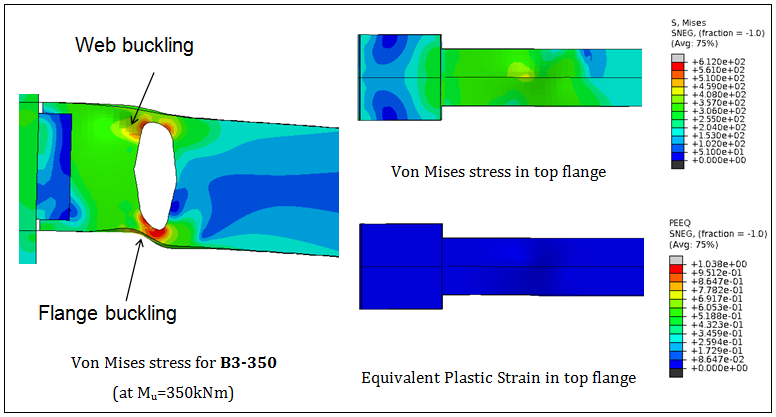 Web buckling
Flange buckling
Von Mises stress for B3-350
(at Mu=350kNm)
Von Mises stress in top flange
S, Mises
SNEG, (fraction = -1.0)
(Avg: 75%)
+6.120e+02
+5.610e+02
+5.100e+02
+4.590e+02
+4.080e+02
+3.570e+02
+3.060e+02
+2.550e+02
+2.040e+02
+1.530e+02
+1.020e+02
+5.100e+01
+0.000e+00
Equivalent Plastic Strain in top flange
PEEQ
SNEG, (fraction = -1.0)
(Avg: 75%)
+1.038e+00
+9.512e-01
+8.647e-01
+7.782e-01
+6.917e-01
+6.053e-01
+5.188e-01
+4.323e-01
+3.459e-01
+2.594e-01
+1.729e-01
+8.647e-02
+0.000e+00